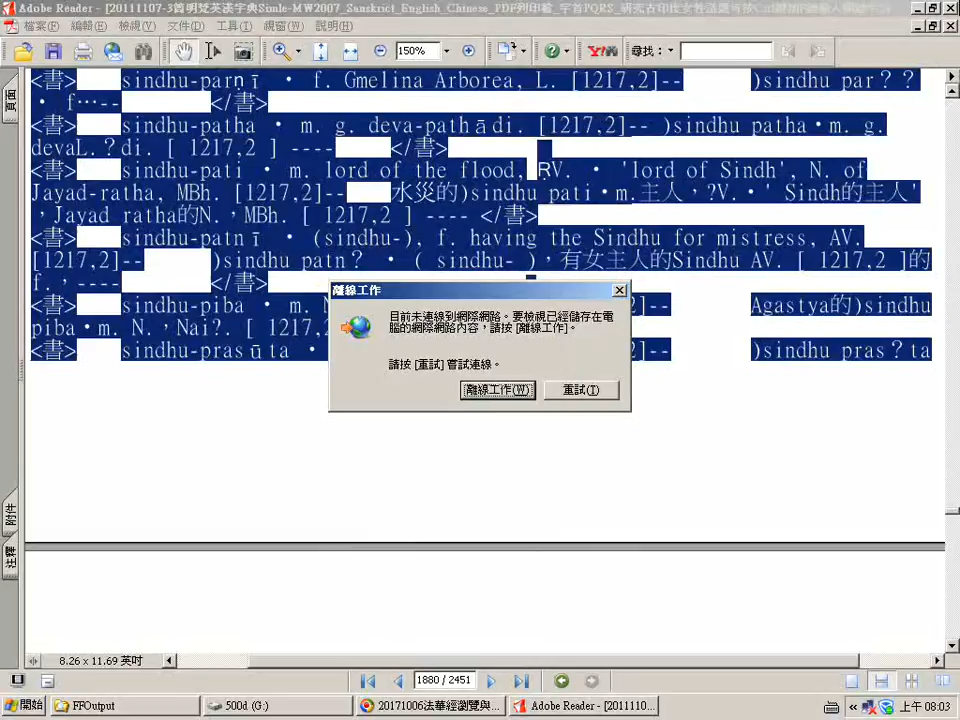 Adobe Reader - [20111107-3簡明梵英漢字典Simle-MW2007_Sanskrict_English_Chinese_PDF列印檔_字首PQRS_
檔案(F) 編輯(E) 檢視(V) 文件(D) 工具(T) 視窗(W) 說明(H)
150% Y! 尋找：
頁面
<書> sindhu-parṇī · f. Gmelina Arborea, L. [1217,2]-- )sindhu par？？
· f…-- </書>
<書> sindhu-patha · m. g. deva-pathādi. [1217,2]-- )sindhu patha·m. g.
devaL.？di. [ 1217,2 ] ---- </書>
<書> sindhu-pati · m. lord of the flood, RV. · 'lord of Sindh', N. of
Jayad-ratha, MBh. [1217,2]-- 水災的)sindhu pati·m.主人，?V.·' Sindh的主人'
，Jayad ratha的N.，MBh. [ 1217,2 ] ---- </書>
<書> sindhu-patnī · (sindhu-), f. having the Sindhu for mistress, AV.
[1217,2]-- )sindhu patn？ · ( sindhu- )，有女主人的Sindhu AV. [ 1217,2 ]的
f.，---- </書>
<書> sindhu-piba · m. N 2]-- Agastya的)sindhu
piba·m. N.，Nai?. [ 1217,2
<書> sindhu-prasūta · 2]-- )sindhu pras？ta
離線工作
目前未連線到網際網路。要檢視已經儲存在電
腦的網際網路內容，請按 [離線工作]。
請按 [重試] 嘗試連線。
離線工作(W) 重試(T)
附件
注釋
8.26 x 11.69 英吋
1880 / 2451
開始 FFOutput 500d (G:) 20171006法華經瀏覽與... Adobe Reader - [2011110... « 上午 08:03